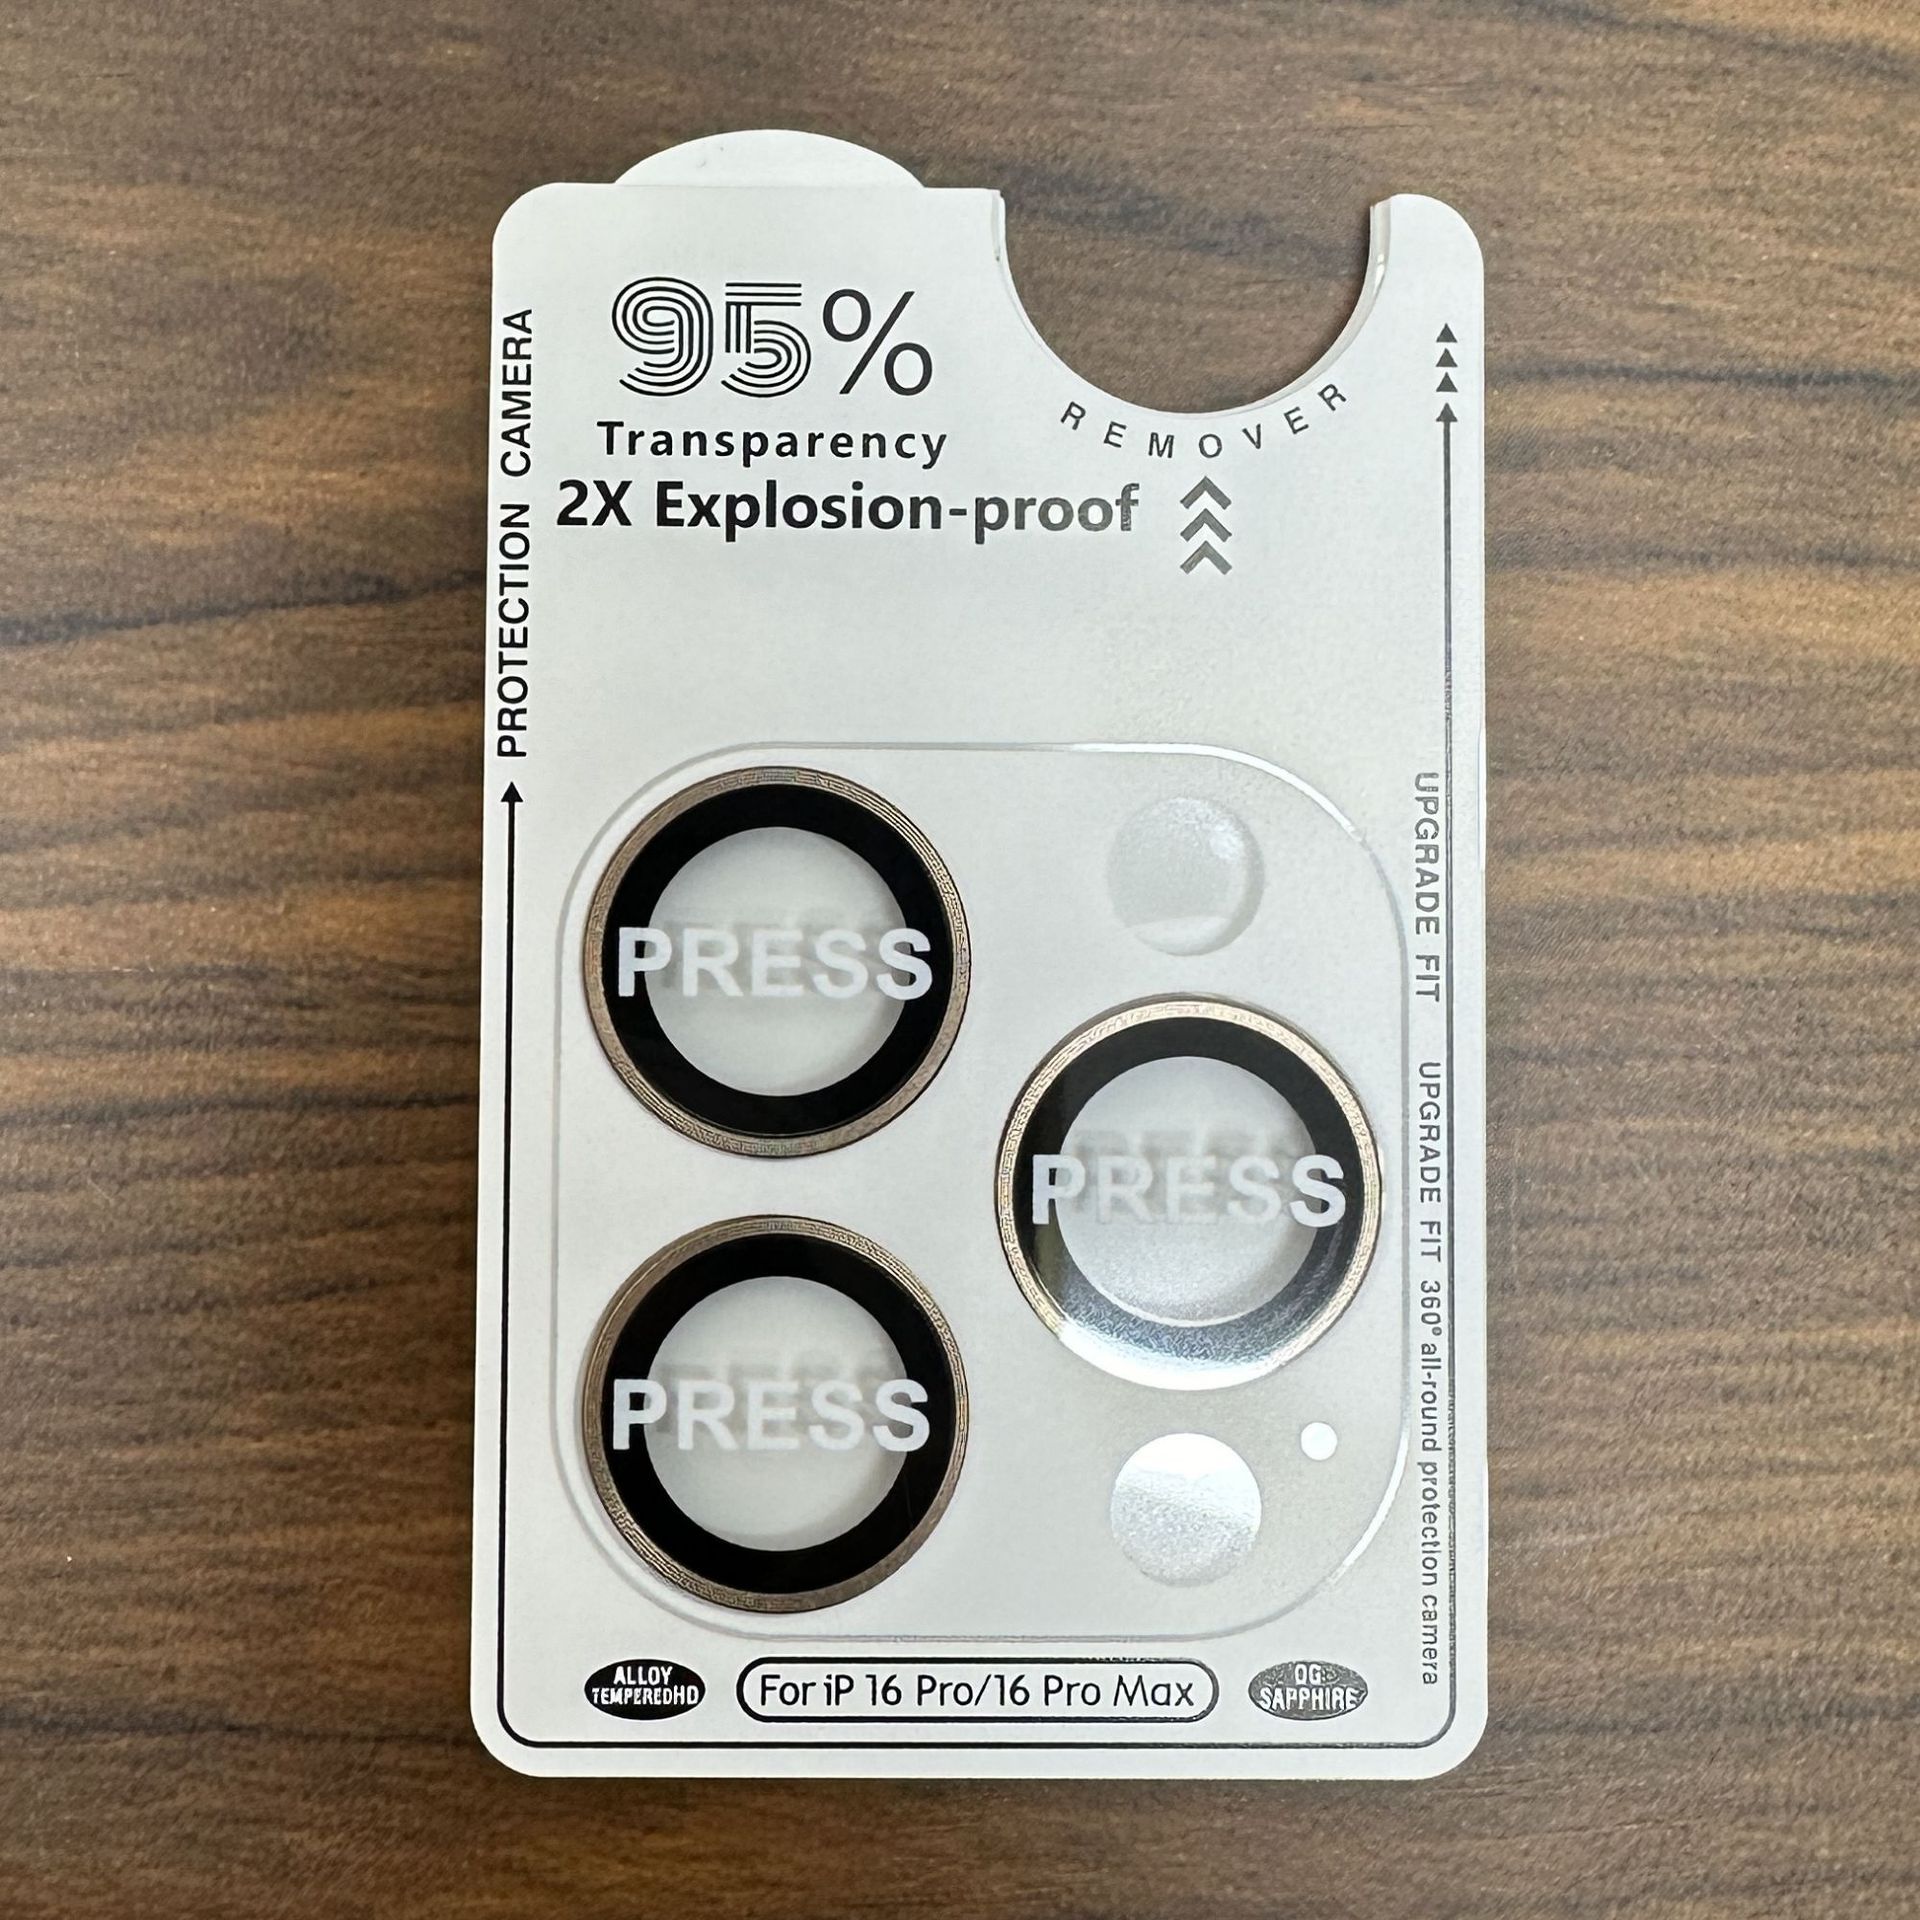 95%
Transparency
2X Explosion-proof
REMOVER
PROTECTION CAMERA
PRESS
PRESS
PRESS
UPGRADE FIT UPGRADE FIT 360° all-round protection camera
ALLOY
TEMPEREDHD
For iP 16 Pro/16 Pro Max
OG
SAPPHIRE